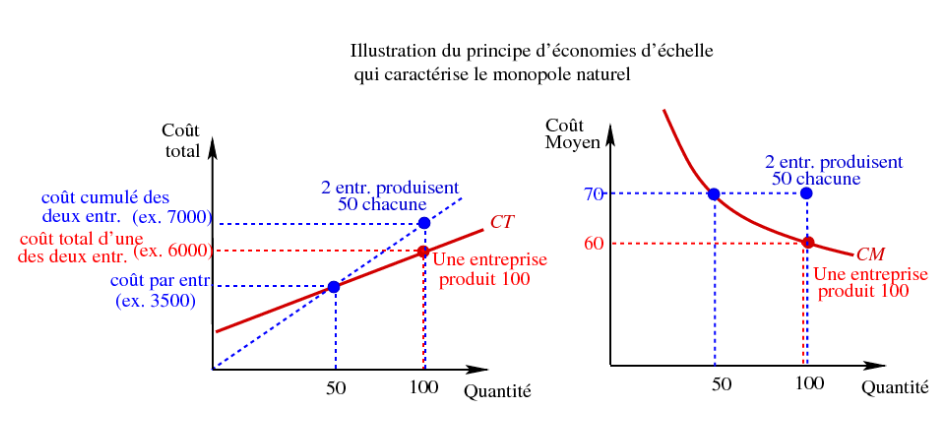 Illustration du principe d'économies d'échelle
qui caractérise le monopole naturel
Coût
total
coût cumulé des
deux entr. (ex. 7000)
coût total d'une
des deux entr. (ex. 6000)
coût par entr.
(ex. 3500)
2 entr. produisent
50 chacune
CT
Une entreprise
produit 100
50
100
Quantité
Coût
Moyen
2 entr. produisent
50 chacune
70
60
CM
Une entreprise
produit 100
50
100
Quantité